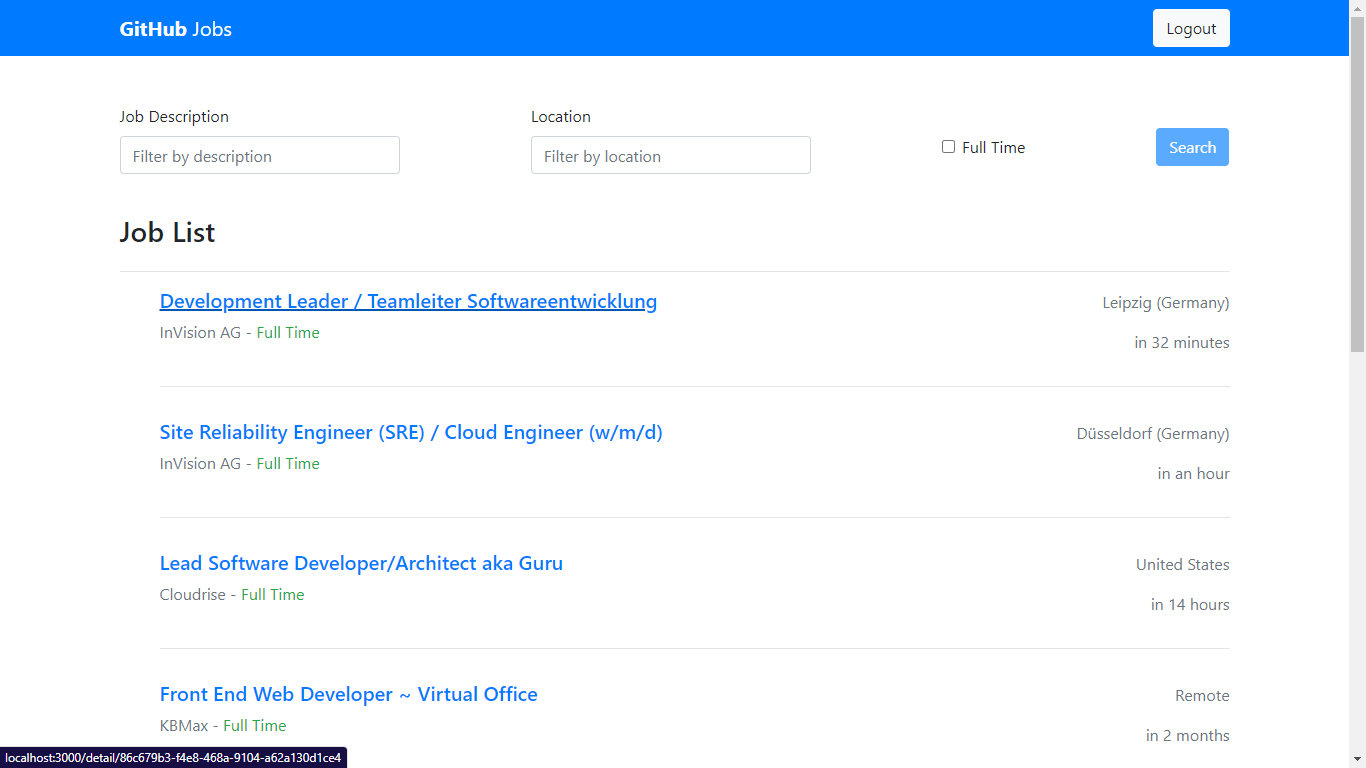 GitHub Jobs
Logout
Job Description
Location
Filter by description
Filter by location
Full Time
Search
Job List
Development Leader / Teamleiter Softwareentwicklung
Leipzig (Germany)
InVision AG - Full Time
in 32 minutes
Site Reliability Engineer (SRE) / Cloud Engineer (w/m/d)
Düsseldorf (Germany)
InVision AG - Full Time
in an hour
Lead Software Developer/Architect aka Guru
United States
Cloudrise - Full Time
in 14 hours
Front End Web Developer ~ Virtual Office
Remote
KBMax - Full Time
in 2 months
localhost:3000/detail/86c679b3-f4e8-468a-9104-a62a130d1ce4